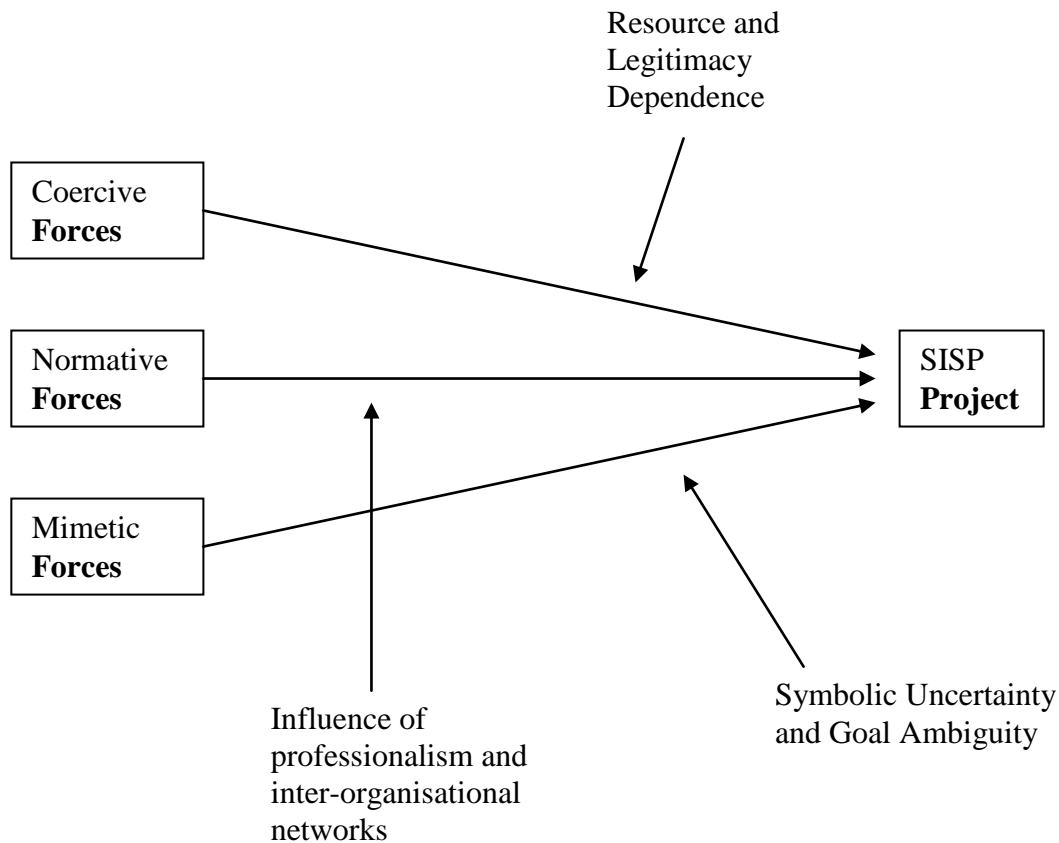 Resource and
Legitimacy
Dependence
Coercive
Forces
Normative
Forces
SISP
Project
Mimetic
Forces
Symbolic Uncertainty
and Goal Ambiguity
Influence of
professionalism and
inter-organisational
networks